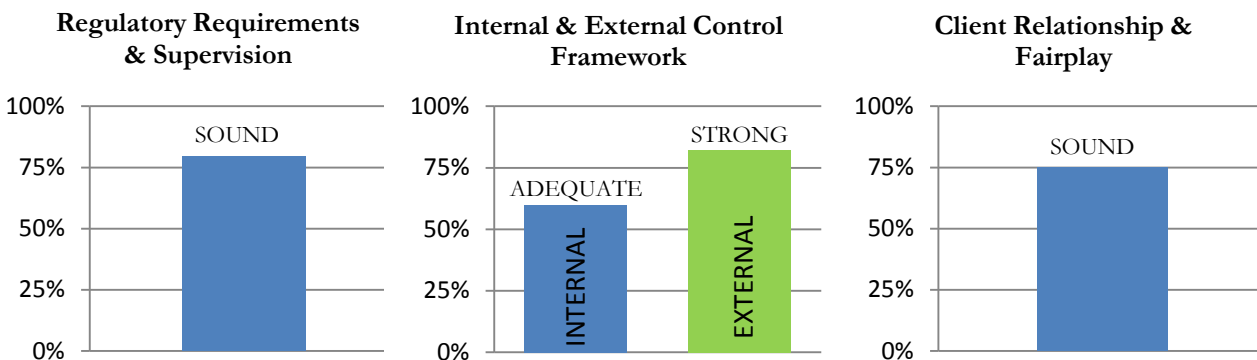 Regulatory Requirements
& Supervision
100%
75%
50%
25%
0%
SOUND
Internal & External Control
Framework
100%
75%
50%
25%
0%
ADEQUATE
INTERNAL
STRONG
EXTERNAL
Client Relationship &
Fairplay
100%
75%
50%
25%
0%
SOUND